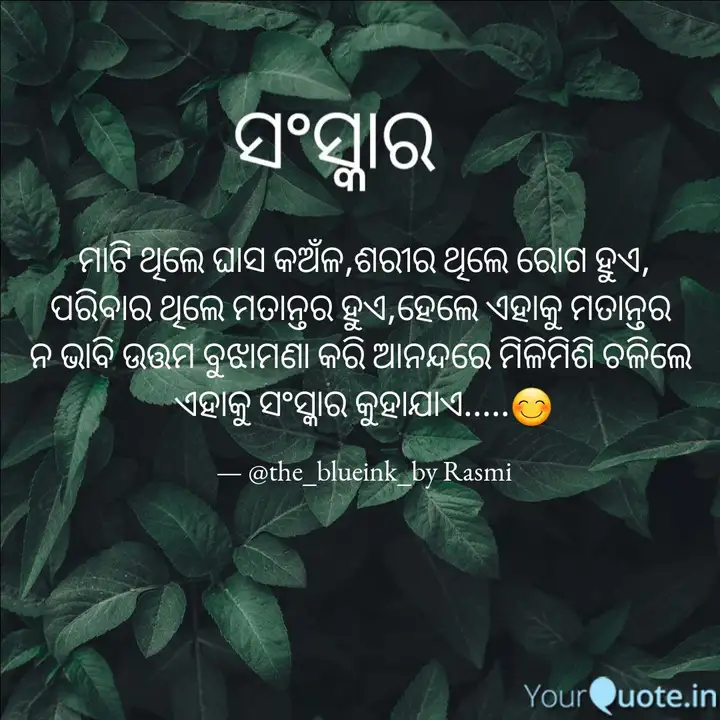 ସଂସ୍କାର
ମାଟି ଥିଲେ ଘାସ କଅଁଳ,ଶରୀର ଥିଲେ ରୋଗ ହୁଏ,
ପରିବାର ଥିଲେ ମତାନ୍ତର ହୁଏ,ହେଲେ ଏହାକୁ ମତାନ୍ତର
ନ ଭାବି ଉତ୍ତମ ବୁଝାମଣା କରି ଆନନ୍ଦରେ ମିଳିମିଶି ଚଳିଲେ
ଏହାକୁ ସଂସ୍କାର କୁହାଯାଏ.....😊
— @the_blueink_by Rasmi
YourQuote.in